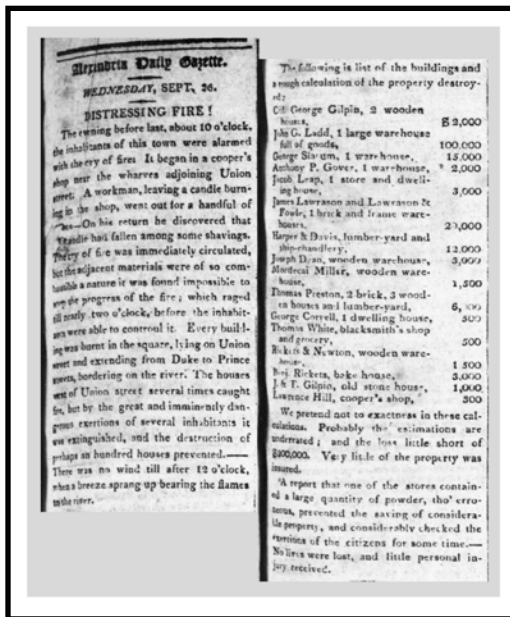 Alexandria Daily Gazette.
WEDNESDAY, SEPT. 26.
DISTRESSING FIRE!
The evening before last, about 10 o'clock,
the inhabitants of this town were alarmed
with the cry of fire: It began in a cooper's
shop near the wharves adjoining Union
street: A workman, leaving a candle burn-
ing in the shop, went out for a handful of
On his return he discovered that
candle had fallen among some shavings.
The cry of fire was immediately circulated,
but the adjacent materials were of so com-
bustible a nature it was found impossible to
the progress of the fire; which raged
till nearly two o'clock, before the inhabit-
ants were able to controul it. Every build-
ing was burnt in the square, lying on Union
street and extending from Duke to Prince
streets, bordering on the river. The houses
west of Union street several times caught
fire, but by the great and imminently dan-
gerous exertions of several inhabitants it
was extinguished, and the destruction of
perhaps an hundred houses prevented.—
There was no wind till after 12 o'clock,
when a breeze sprang up bearing the flames
to the river.
The following is list of the buildings and
a rough calculation of the property destroy-
ed:
Col. George Gilpin, 2 wooden
houses, $ 2,000
John G. Ladd, 1 large warehouse
full of goods, 100,000
George Slacum, 1 warehouse, 15,000
Anthony P. Gover, 1 warehouse, 2,000
Jacob Leap, 1 store and dwell-
ing house, 3,000
James Lawrason and Lawrason &
Fowle, 1 brick and frame ware-
houses, 20,000
Harper & Davis, lumber-yard and
ship-chandlery, 12,000
Joseph Dean, wooden warehouse, 3,000
Mordecai Miller, wooden ware-
house, 1,500
Thomas Preston, 2 brick, 3 wood-
en houses and lumber-yard,
George Coryell, 1 dwelling house, 500
Thomas White, blacksmith's shop
and grocery, 500
Rickets & Newton, wooden ware-
house, 1 500
Benj. Rickets, bake house, 3,000
J. & T. Gilpin, old stone house, 1,000
Lawrence Hill, cooper's shop, 300
We pretend not to exactness in these cal-
culations. Probably the estimations are
underrated; and the loss little short of
$200,000. Very little of the property was
insured.
A report that one of the stores contain-
ed a large quantity of powder, tho' erro-
neous, prevented the saving of considera-
ble property, and considerably checked the
exertions of the citizens for some time.—
No lives were lost, and little personal in-
jury received.